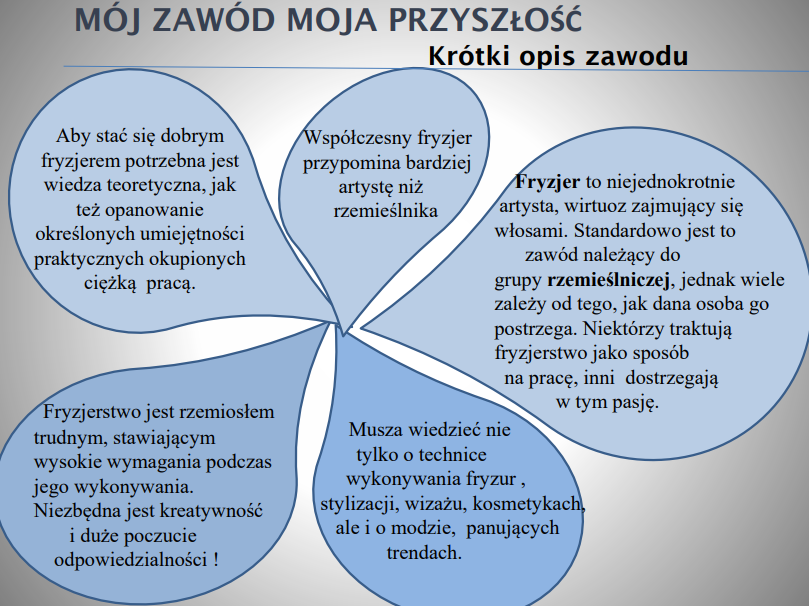 MÓJ ZAWÓD MOJA PRZYSZŁOŚĆ
Krótki opis zawodu
Aby stać się dobrym
fryzjerem potrzebna jest
wiedza teoretyczna, jak
też opanowanie
określonych umiejętności
praktycznych okupionych
ciężką pracą.
Współczesny fryzjer
przypomina bardziej
artystę niż
rzemieślnika
Fryzjer to niejednokrotnie
artysta, wirtuoz zajmujący się
włosami. Standardowo jest to
zawód należący do
grupy rzemieślniczej, jednak wiele
zależy od tego, jak dana osoba go
postrzega. Niektórzy traktują
fryzjerstwo jako sposób
na pracę, inni dostrzegają
w tym pasję.
Fryzjerstwo jest rzemiosłem
trudnym, stawiającym
wysokie wymagania podczas
jego wykonywania.
Niezbędna jest kreatywność
i duże poczucie
odpowiedzialności !
Musza wiedzieć nie
tylko o technice
wykonywania fryzur ,
stylizacji, wizażu, kosmetykach,
ale i o modzie, panujących
trendach.